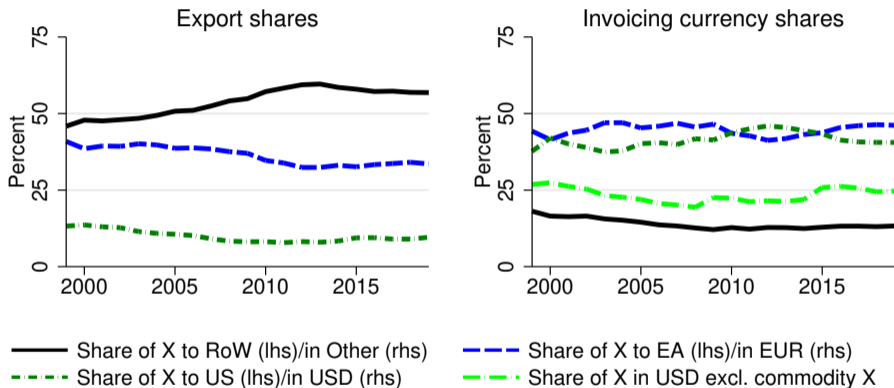 Export shares
Invoicing currency shares
Percent
75
50
25
0
2000
2005
2010
2015
Percent
75
50
25
0
2000
2005
2010
2015
Share of X to RoW (lhs)/in Other (rhs)
Share of X to EA (lhs)/in EUR (rhs)
Share of X to US (lhs)/in USD (rhs)
Share of X in USD excl. commodity X